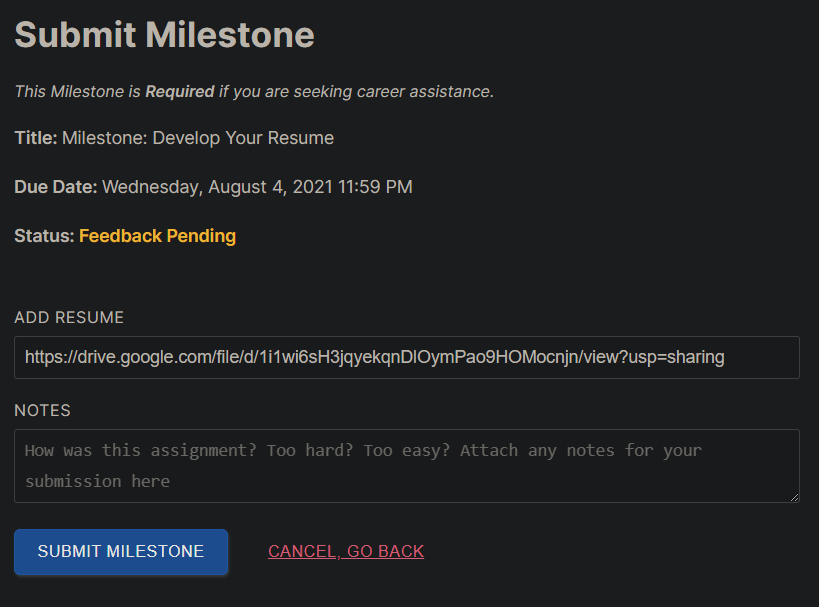 Submit Milestone
This Milestone is Required if you are seeking career assistance.
Title: Milestone: Develop Your Resume
Due Date: Wednesday, August 4, 2021 11:59 PM
Status: Feedback Pending
ADD RESUME
https://drive.google.com/file/d/1i1wi6sH3jqyekqnDlOymPao9HOMocnjn/view?usp=sharing
NOTES
How was this assignment? Too hard? Too easy? Attach any notes for your
submission here
SUBMIT MILESTONE CANCEL, GO BACK